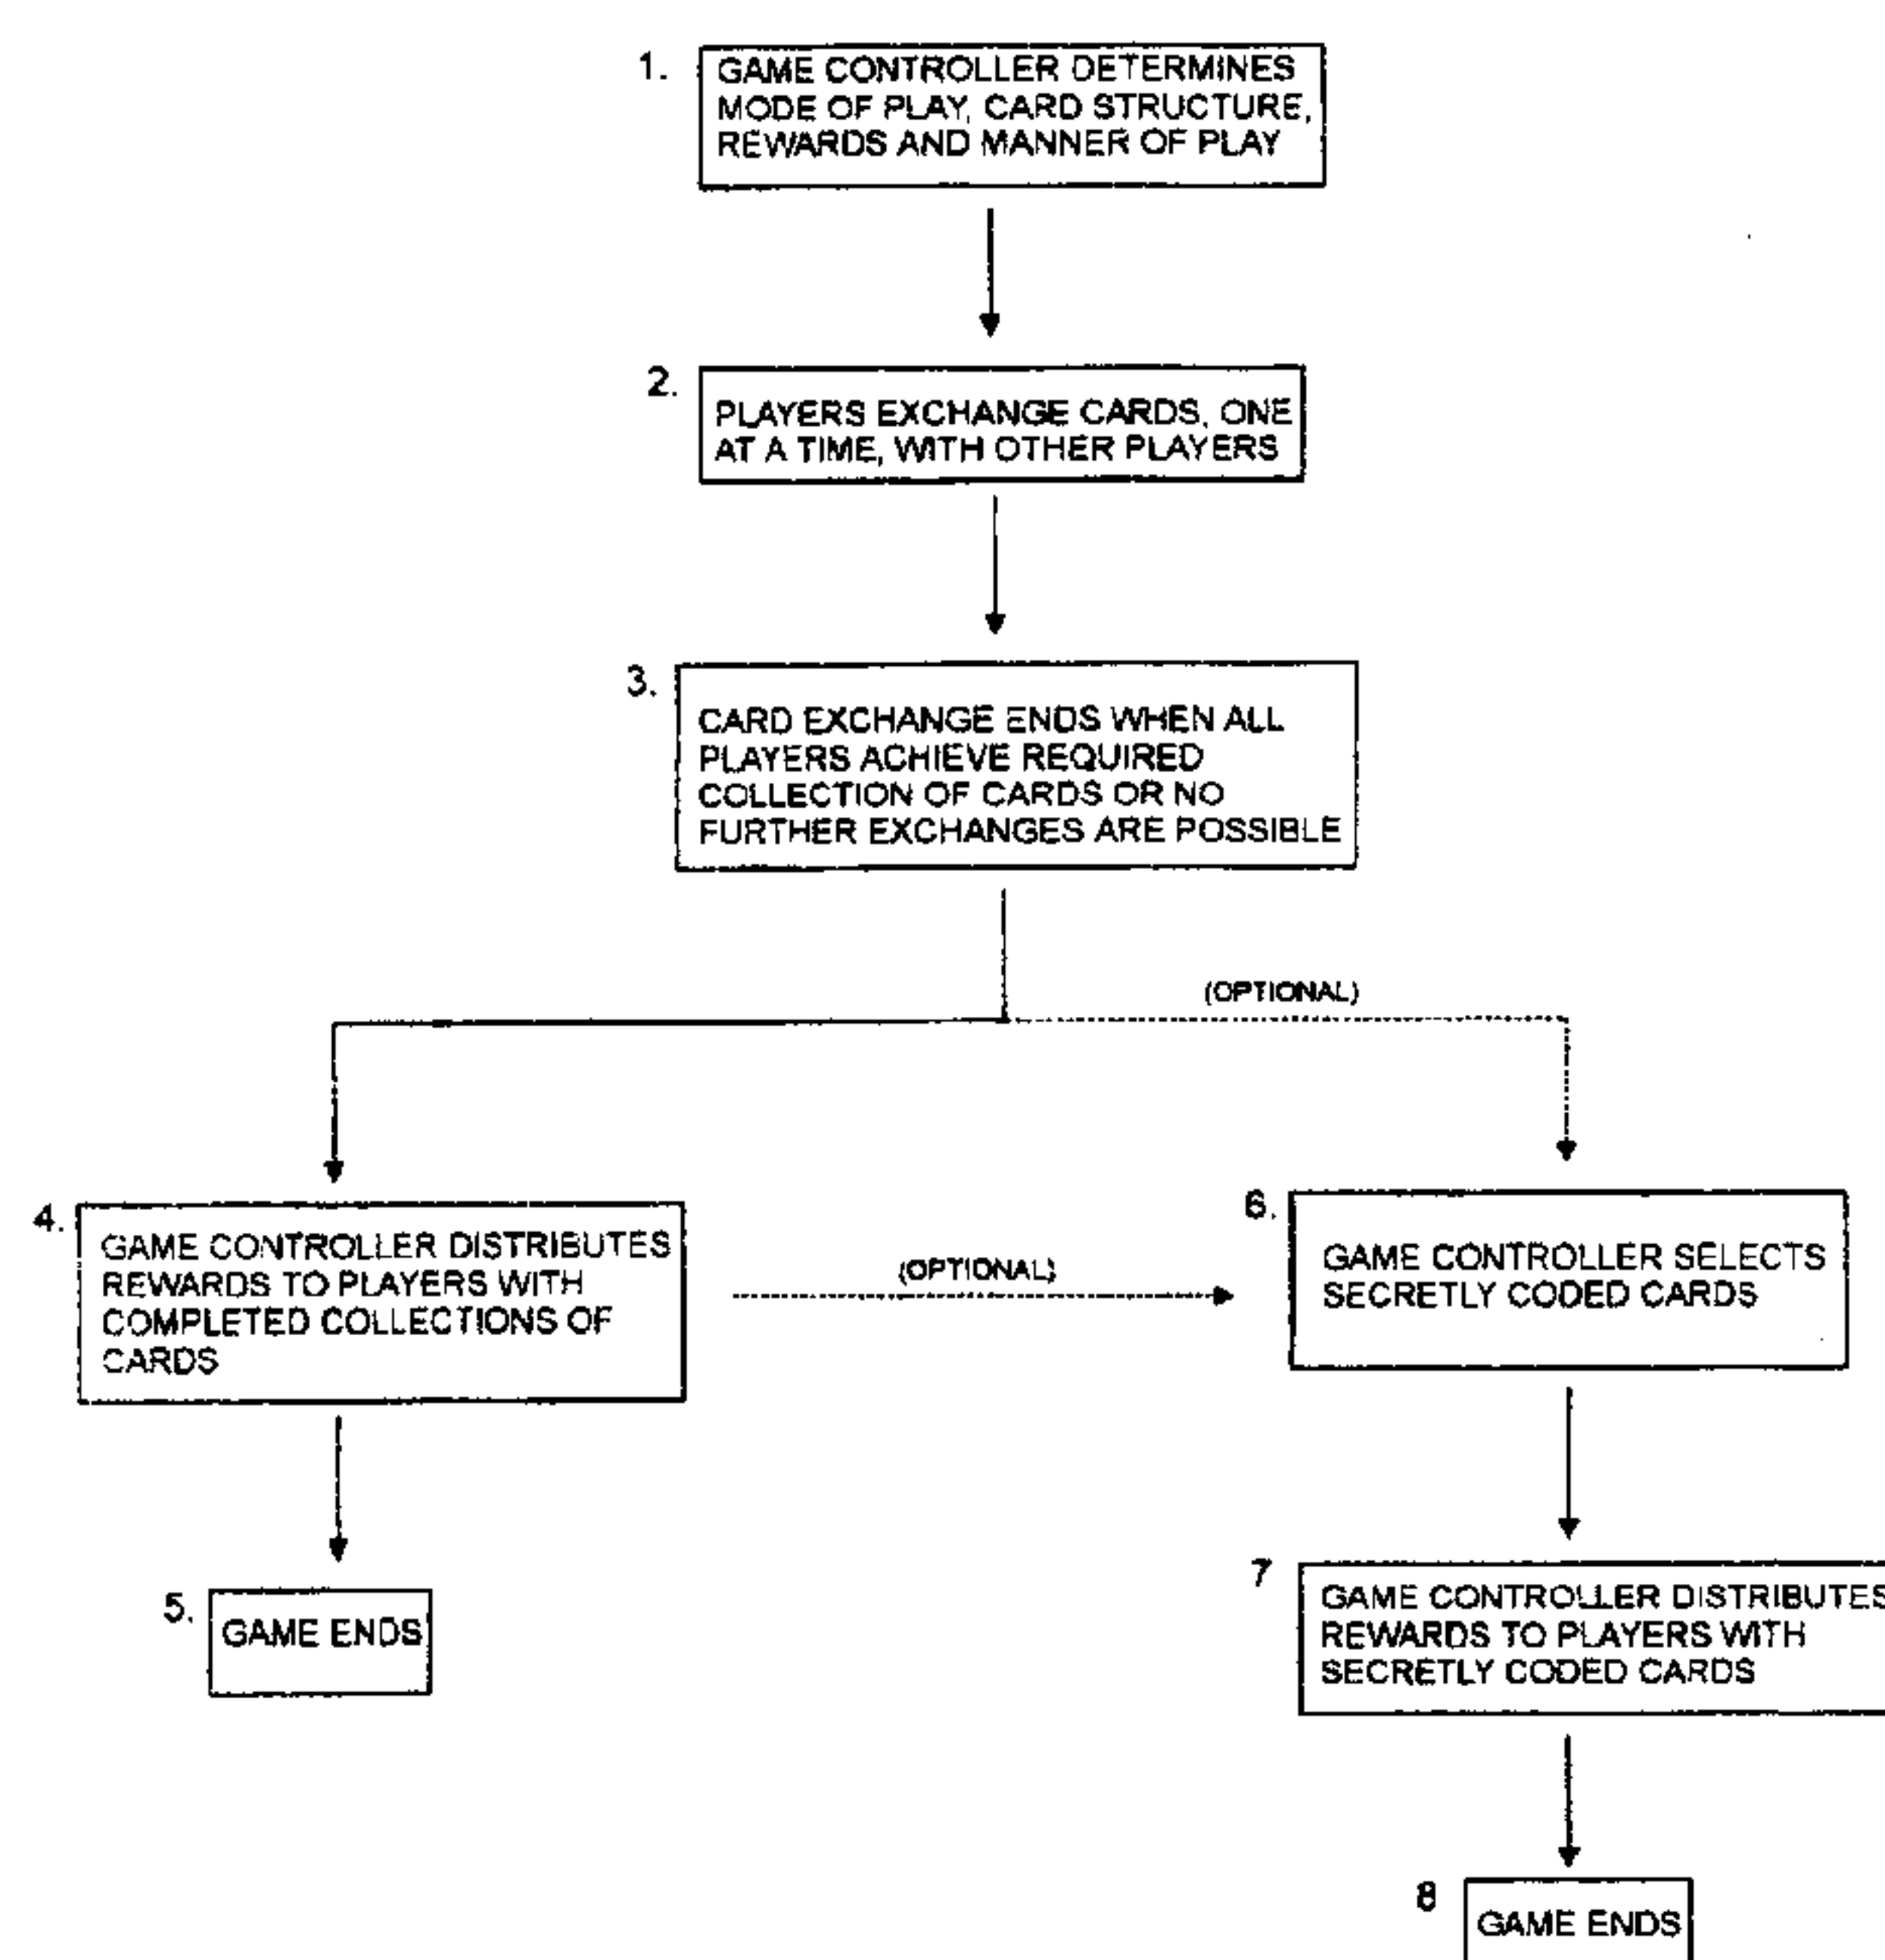 1.
GAME CONTROLLER DETERMINES
MODE OF PLAY, CARD STRUCTURE,
REWARDS AND MANNER OF PLAY
2.
PLAYERS EXCHANGE CARDS, ONE
AT A TIME, WITH OTHER PLAYERS
3.
CARD EXCHANGE ENDS WHEN ALL
PLAYERS ACHIEVE REQUIRED
COLLECTION OF CARDS OR NO
FURTHER EXCHANGES ARE POSSIBLE
(OPTIONAL)
4.
GAME CONTROLLER DISTRIBUTES
REWARDS TO PLAYERS WITH
COMPLETED COLLECTIONS OF
CARDS
(OPTIONAL)
6.
GAME CONTROLLER SELECTS
SECRETLY CODED CARDS
5.
GAME ENDS
7
GAME CONTROLLER DISTRIBUTES
REWARDS TO PLAYERS WITH
SECRETLY CODED CARDS
8
GAME ENDS